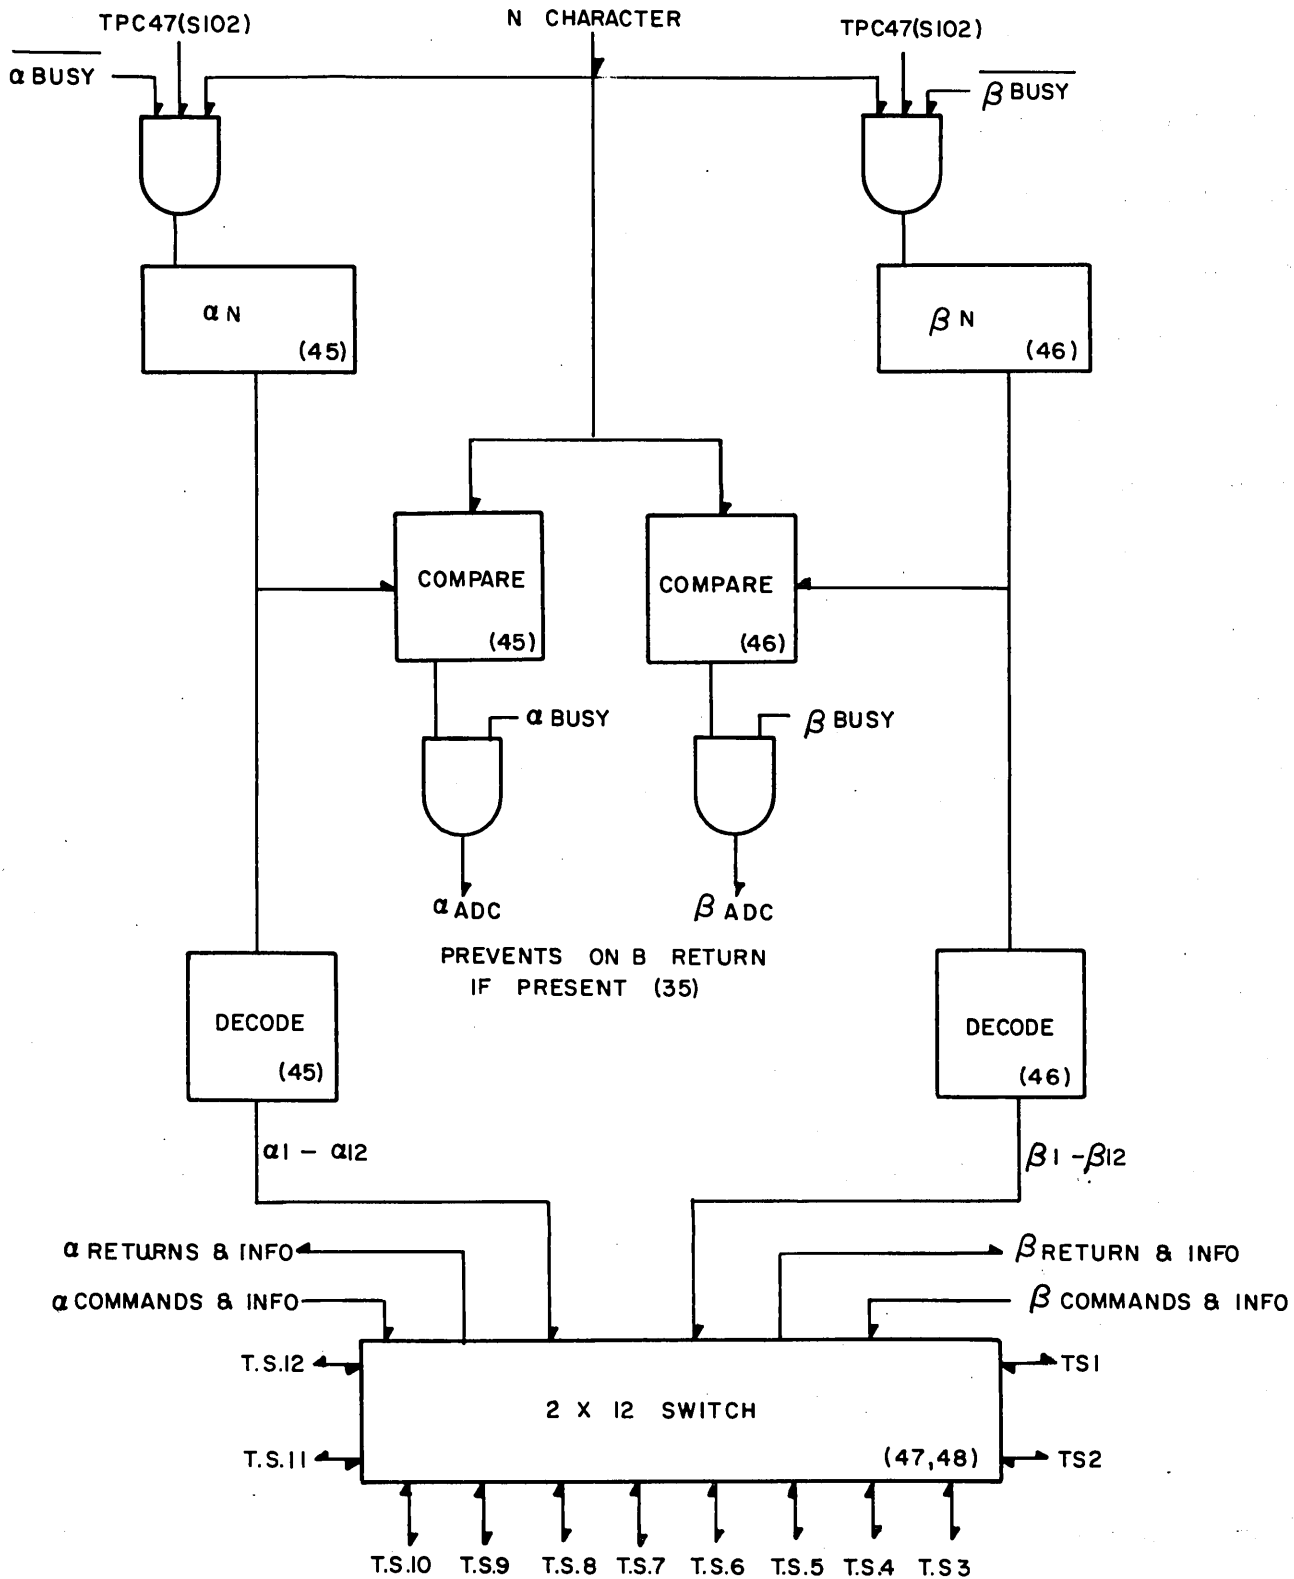 TPC47(S102)
N CHARACTER
TPC47(S102)
α BUSY
β BUSY
α N
(45)
β N
(46)
COMPARE
(45)
COMPARE
(46)
α BUSY
β BUSY
α ADC
β ADC
PREVENTS ON B RETURN
IF PRESENT (35)
DECODE
(45)
DECODE
(46)
α1 - α12
β1 - β12
α RETURNS & INFO
β RETURN & INFO
α COMMANDS & INFO
β COMMANDS & INFO
T.S.12
TS1
2 X 12 SWITCH
T.S.11
(47,48)
TS2
T.S.10 T.S.9 T.S.8 T.S.7 T.S.6 T.S.5 T.S.4 T.S 3